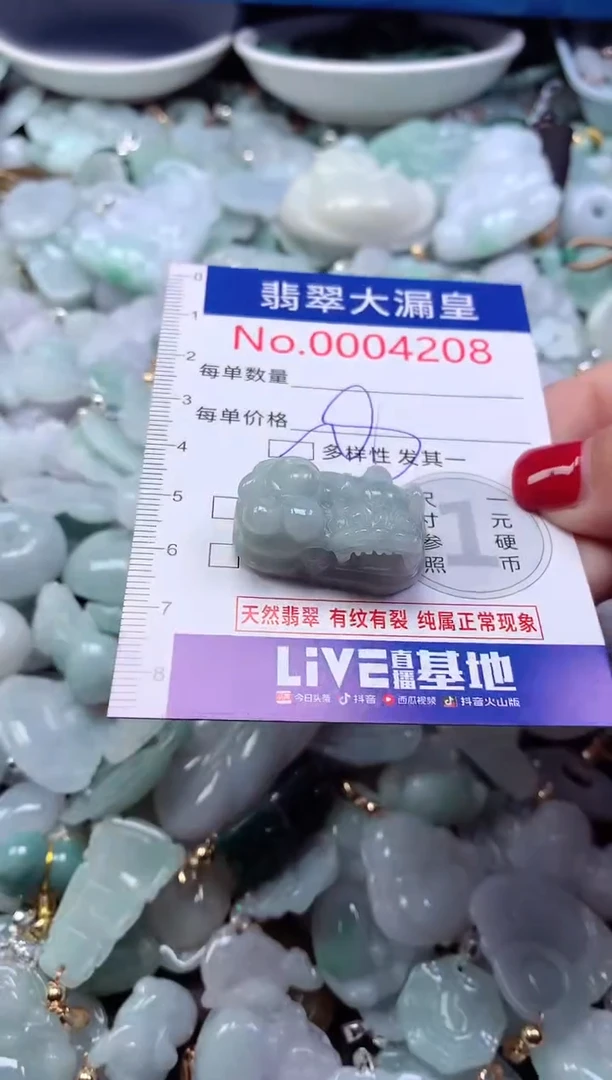 0
翡翠大漏皇
1
No.0004208
2
每单数量
3
每单价格
4
多样性 发其一
5
尺 一
寸 元
1
参 硬
6
照 币
7
天然翡翠 有纹有裂 纯属正常现象
8
LiVE直播基地
今日头条 抖音 西瓜视频 抖音火山版